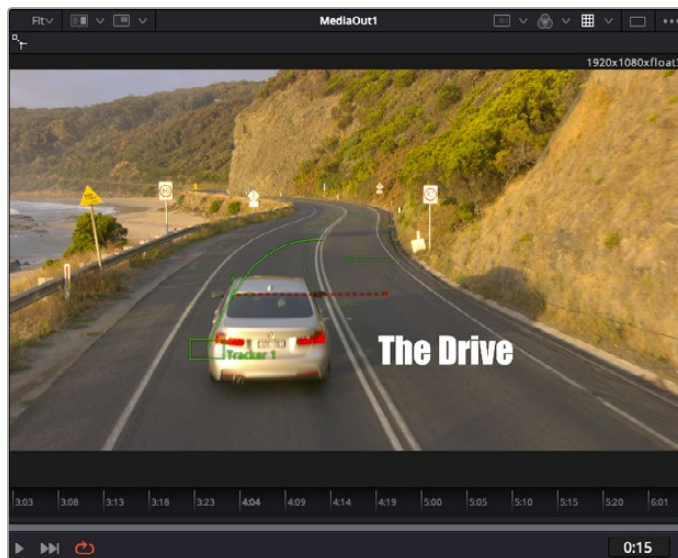 Fit
MediaOut1
1920x1080xfloat3
Tracker 1
The Drive
3:03 3:08 3:13 3:18 3:23 4:04 4:09 4:14 4:19 5:00 5:05 5:10 5:15 5:20 6:01
0:15